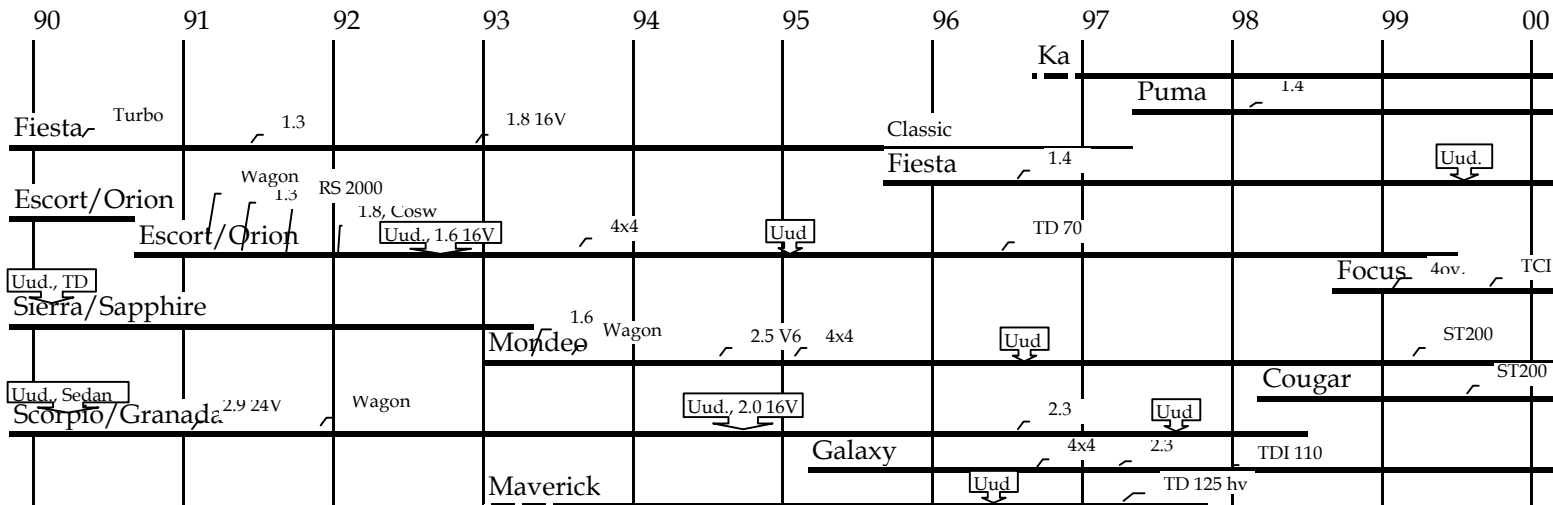 90 91 92 93 94 95 96 97 98 99 00
Ka
Puma 1.4
Fiesta Turbo 1.3 1.8 16V Classic
Fiesta 1.4 Uud.
Wagon
Escort/Orion 1.3 RS 2000
1.8, Cosw
Escort/Orion Uud., 1.6 16V 4x4 Uud TD 70
Focus 4ov. TCI
Uud., TD
Sierra/Sapphire
1.6 Wagon
Mondeo 2.5 V6 4x4 Uud ST200
Cougar ST200
Uud., Sedan
Scorpio/Granada 2.9 24V Wagon Uud., 2.0 16V 2.3 Uud
Galaxy 4x4 2.3 TDI 110
Maverick Uud TD 125 hv